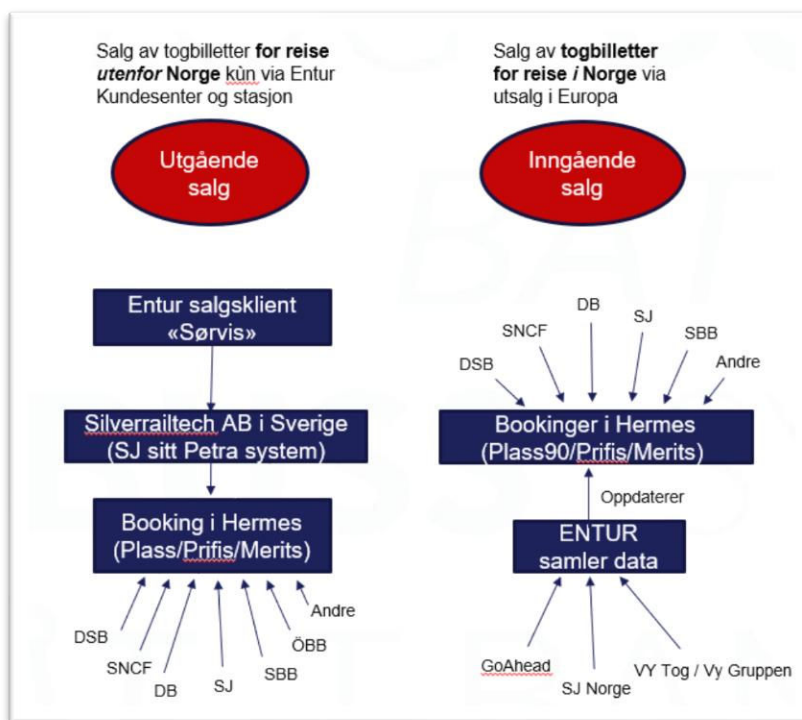 Salg av togbilletter for reise
utenfor Norge kùn via Entur
Kundesenter og stasjon
Utgående
salg
Entur salgsklient
«Sørvis»
Silverrailtech AB i Sverige
(SJ sitt Petra system)
Booking i Hermes
(Plass/Prifis/Merits)
DSB
SNCF
DB
SJ
SBB
ÖBB
Andre
Salg av togbilletter
for reise i Norge via
utsalg i Europa
Inngående
salg
DSB
SNCF
DB
SJ
SBB
Andre
Bookinger i Hermes
(Plass90/Prifis/Merits)
Oppdaterer
ENTUR
samler data
GoAhead
SJ Norge
VY Tog / Vy Gruppen